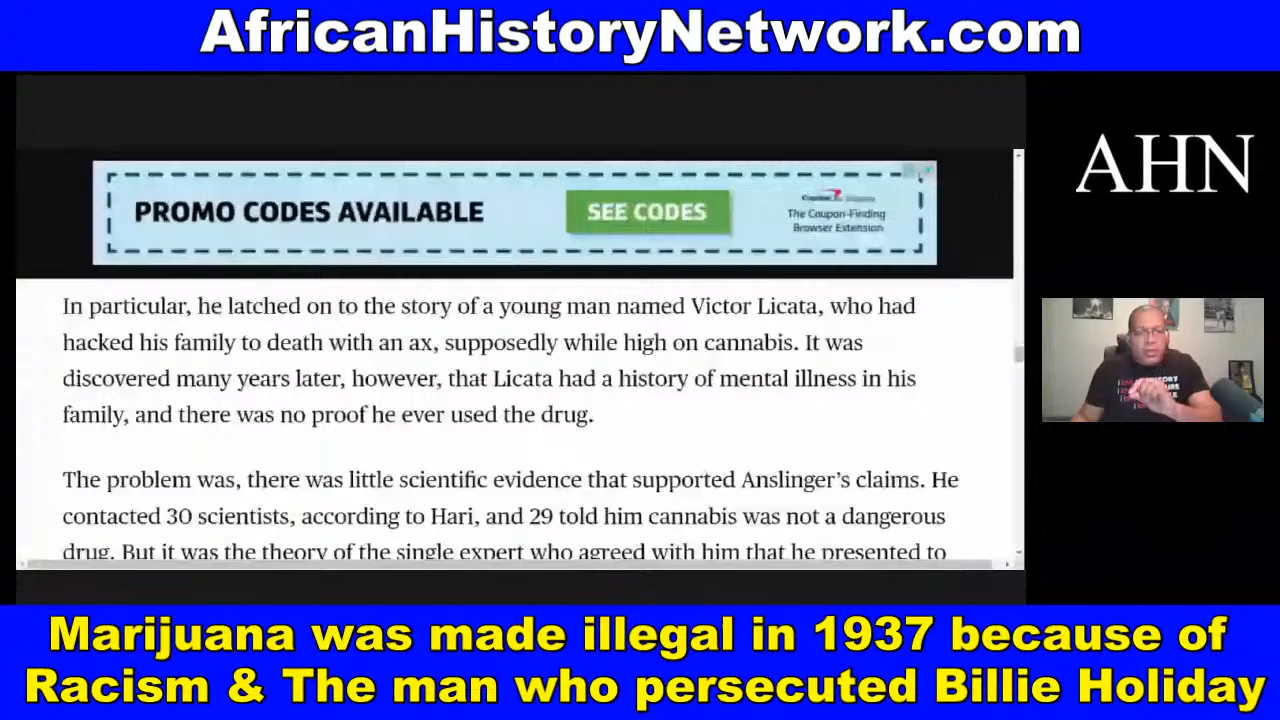 AfricanHistoryNetwork.com
AHN
PROMO CODES AVAILABLE
SEE CODES
The Coupon-Finding
Browser Extension
In particular, he latched on to the story of a young man named Victor Licata, who had
hacked his family to death with an ax, supposedly while high on cannabis. It was
discovered many years later, however, that Licata had a history of mental illness in his
family, and there was no proof he ever used the drug.
The problem was, there was little scientific evidence that supported Anslinger’s claims. He
contacted 30 scientists, according to Hari, and 29 told him cannabis was not a dangerous
drug. But it was the theory of the single expert who agreed with him that he presented to
Marijuana was made illegal in 1937 because of
Racism & The man who persecuted Billie Holiday